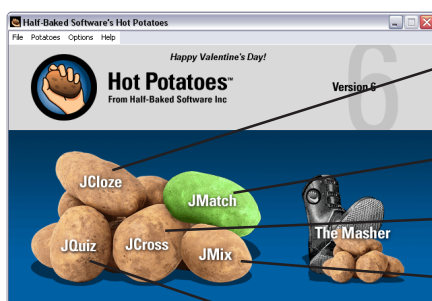 Half-Baked Software's Hot Potatoes
File Potatoes Options Help
Happy Valentine's Day!
Hot Potatoes™
From Half-Baked Software Inc
6
Version 6
JCloze
JMatch
The Masher
JQuiz
JCross
JMix